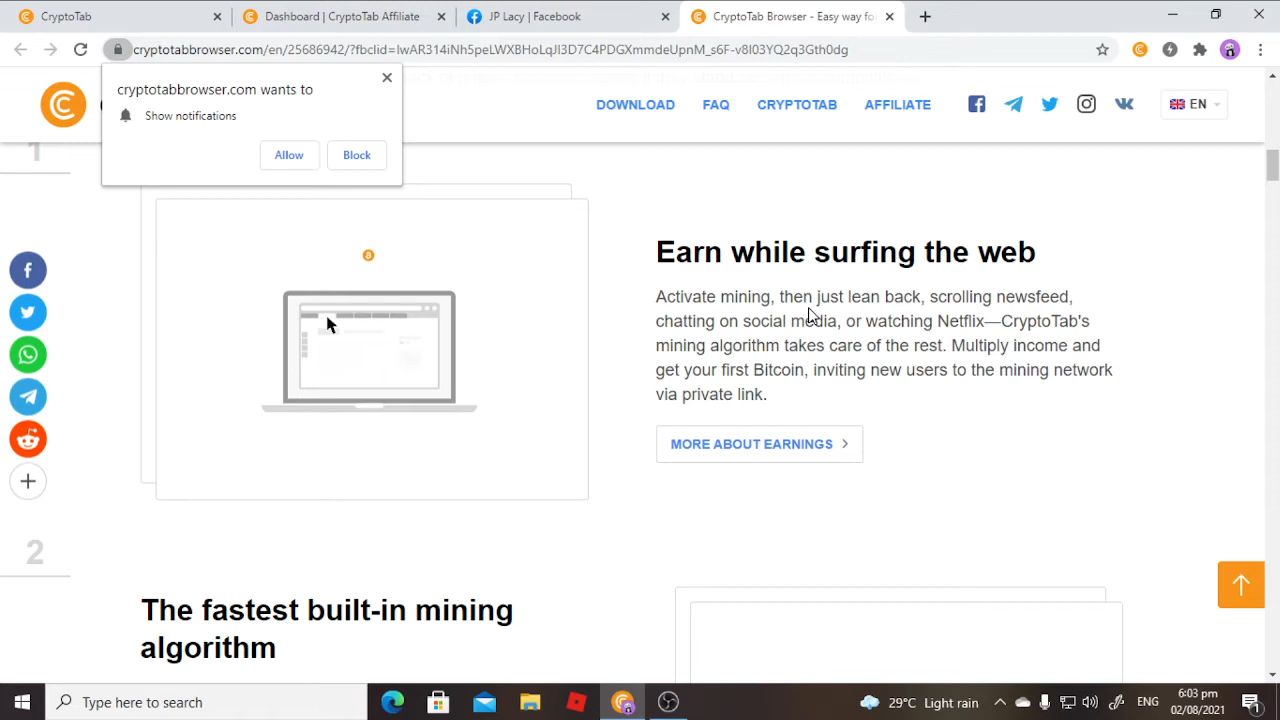 CryptoTab
Dashboard | CryptoTab Affiliate
JP Lacy | Facebook
CryptoTab Browser - Easy way for
cryptotabbrowser.com/en/25686942/?fbclid=IwAR314iNh5peLWXBHoLqJI3D7C4PDGXmmdeUpnM_s6F-v8I03YQ2q3Gth0dg
cryptotabbrowser.com wants to
Show notifications
Allow
Block
DOWNLOAD
FAQ
CRYPTOTAB
AFFILIATE
EN
1
Earn while surfing the web
Activate mining, then just lean back, scrolling newsfeed,
chatting on social media, or watching Netflix—CryptoTab's
mining algorithm takes care of the rest. Multiply income and
get your first Bitcoin, inviting new users to the mining network
via private link.
MORE ABOUT EARNINGS
2
The fastest built-in mining
algorithm
Type here to search
29°C Light rain
ENG
6:03 pm
02/08/2021
1